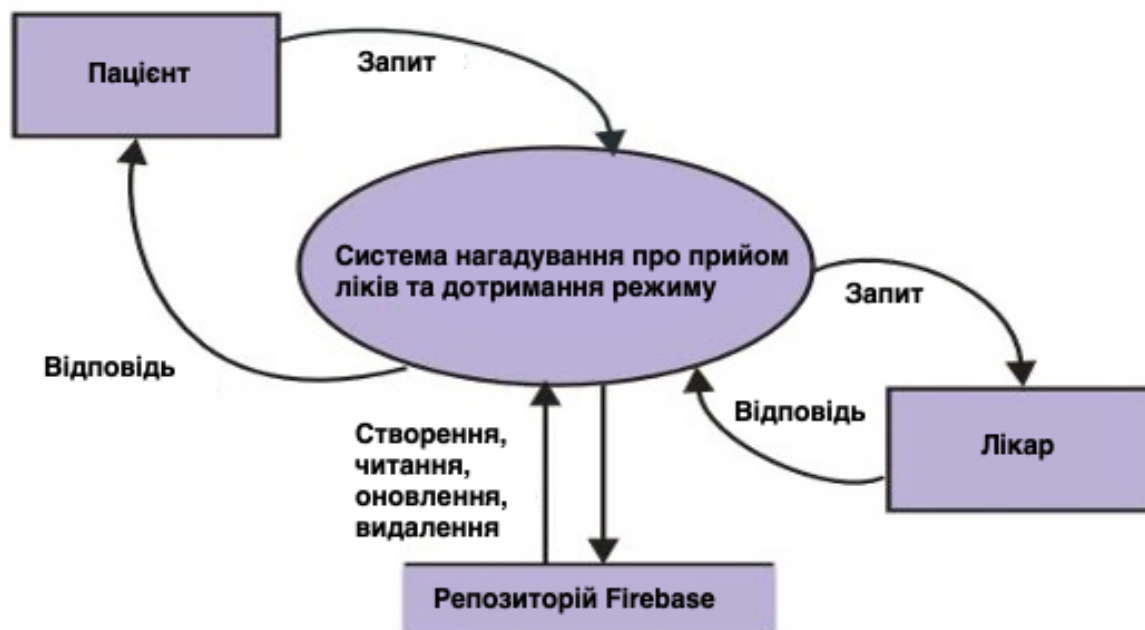 Пацієнт
Запит
Система нагадування про прийом
ліків та дотримання режиму
Запит
Відповідь
Відповідь
Лікар
Створення,
читання,
оновлення,
видалення
Репозиторій Firebase